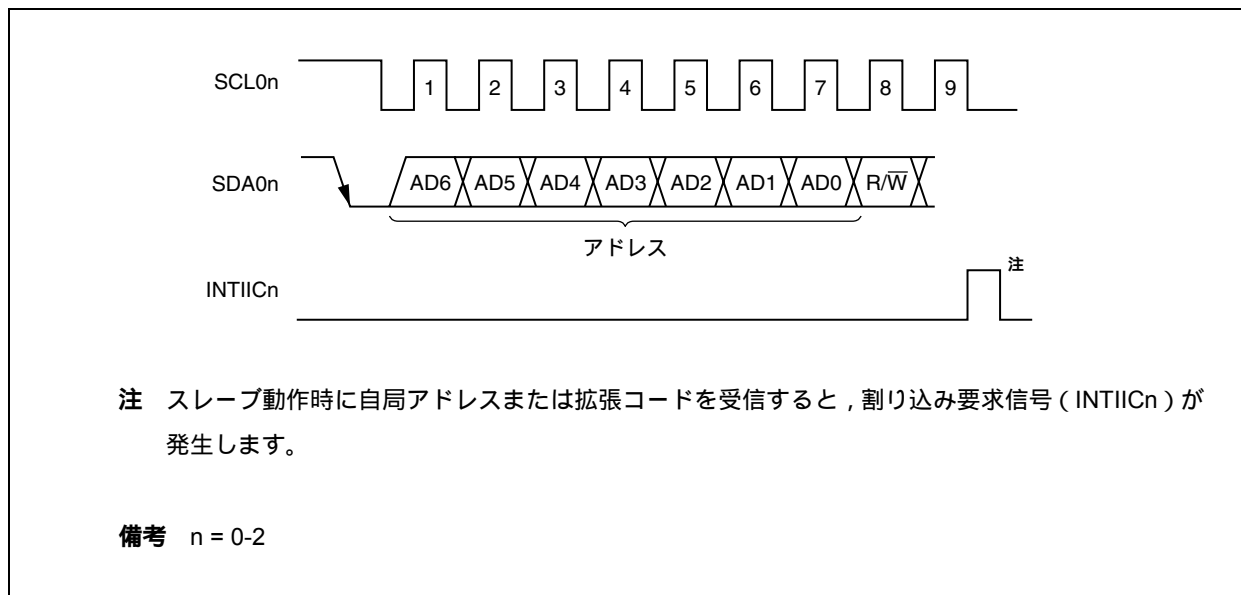 SCL0n 1 2 3 4 5 6 7 8 9
SDA0n AD6 AD5 AD4 AD3 AD2 AD1 AD0 R/W̅
アドレス
INTIICn 注
注 スレーブ動作時に自局アドレスまたは拡張コードを受信すると，割り込み要求信号（INTIICn）が
発生します。
備考 n = 0-2